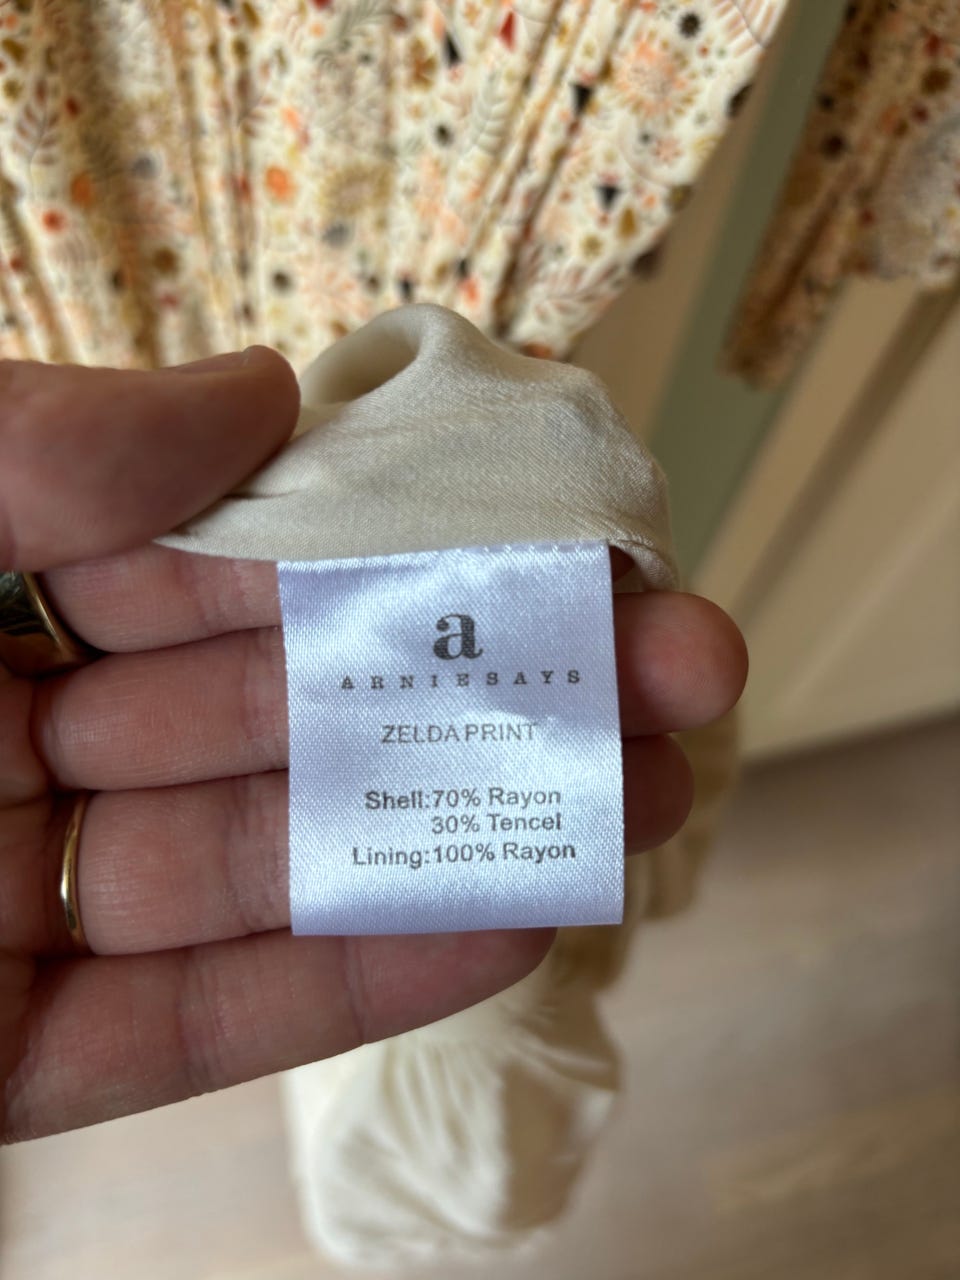 a
ARNIESAYS
ZELDA PRINT
Shell:70% Rayon
30% Tencel
Lining:100% Rayon